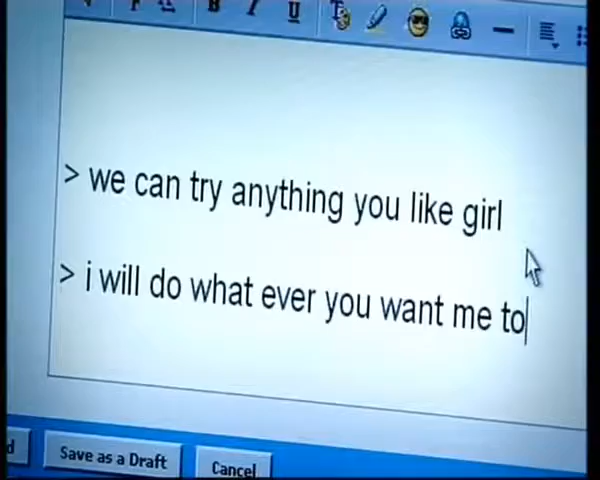 B I U
> we can try anything you like girl
> i will do what ever you want me to
d Save as a Draft Cancel